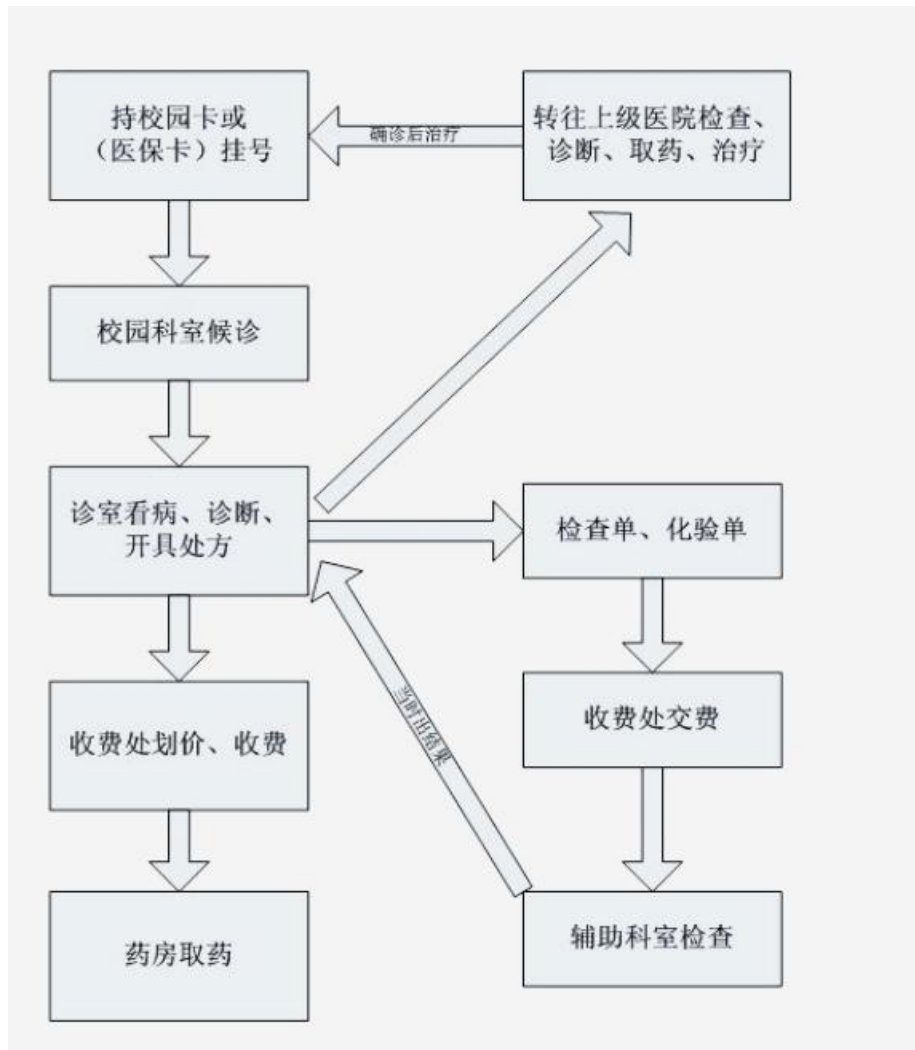 持校园卡或
（医保卡）挂号
确诊后治疗
转往上级医院检查、
诊断、取药、治疗
校园科室候诊
诊室看病、诊断、
开具处方
检查单、化验单
收费处划价、收费
当时出结果
收费处交费
药房取药
辅助科室检查